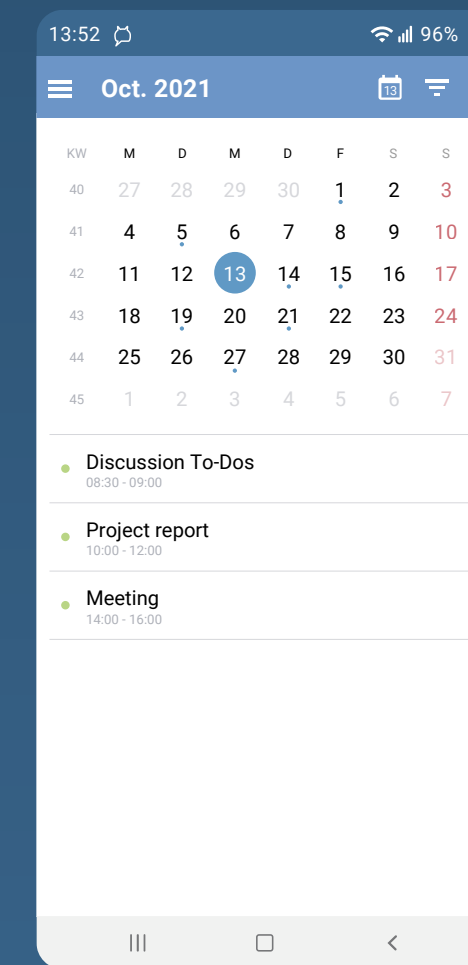 13:52 96%
Oct. 2021 13
KW M D M D F S S
40 27 28 29 30 1 2 3
41 4 5 6 7 8 9 10
42 11 12 13 14 15 16 17
43 18 19 20 21 22 23 24
44 25 26 27 28 29 30 31
45 1 2 3 4 5 6 7
Discussion To-Dos
08:30 - 09:00
Project report
10:00 - 12:00
Meeting
14:00 - 16:00